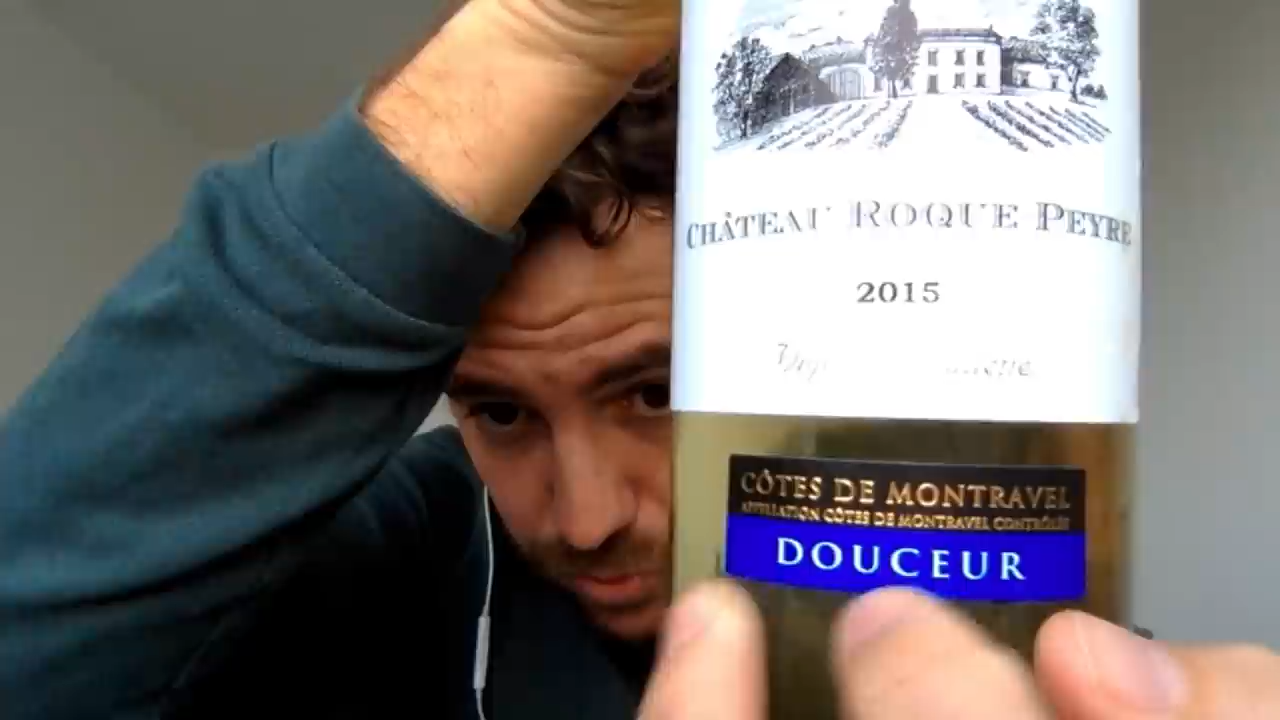 CHÂTEAU ROQUE PEYRE
2015
CÔTES DE MONTRAVEL
APPELLATION CÔTES DE MONTRAVEL CONTRÔLÉE
DOUCEUR